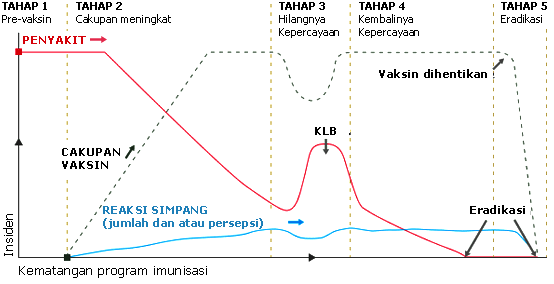 TAHAP 1
Pre-vaksin
TAHAP 2
Cakupan meningkat
TAHAP 3
Hilangnya
Kepercayaan
TAHAP 4
Kembalinya
Kepercayaan
TAHAP 5
Eradikasi
PENYAKIT
Vaksin dihentikan
KLB
CAKUPAN
VAKSIN
REAKSI SIMPANG
(jumlah dan atau persepsi)
Eradikasi
Insiden
Kematangan program imunisasi